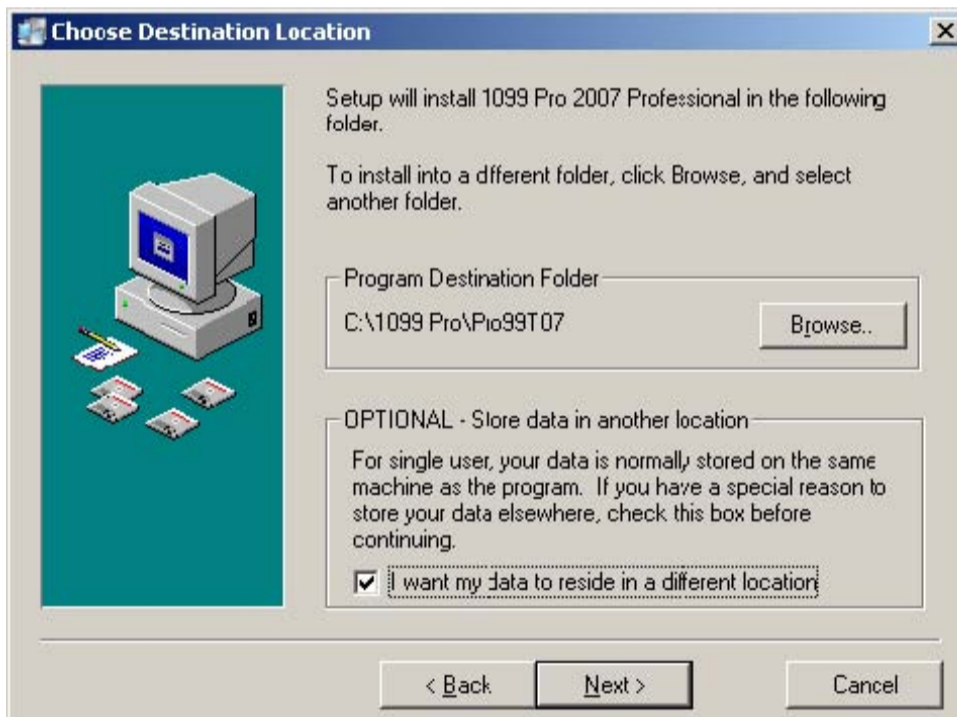 Choose Destination Location
Setup will install 1099 Pro 2007 Professional in the following
folder.
To install into a dfferent folder, click Browse, and select
another folder.
Program Destination Folder
C:\1099 Pro\Pro99T07
Browse..
OPTIONAL - Store data in another location
For single user, your data is normally stored on the same
machine as the program. If you have a special reason to
store your data elsewhere, check this box before
continuing.
I want my data to reside in a different location
< Back
Next >
Cancel